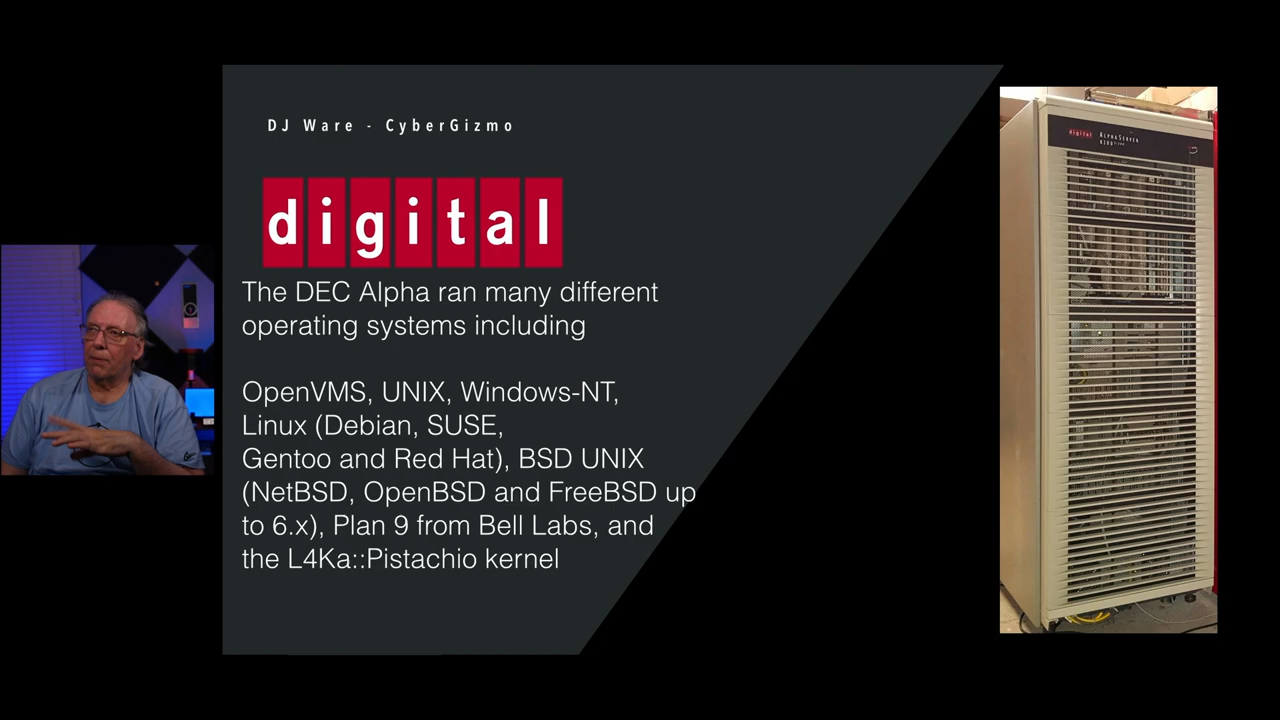 DJ Ware - CyberGizmo
digital
The DEC Alpha ran many different
operating systems including
OpenVMS, UNIX, Windows-NT,
Linux (Debian, SUSE,
Gentoo and Red Hat), BSD UNIX
(NetBSD, OpenBSD and FreeBSD up
to 6.x), Plan 9 from Bell Labs, and
the L4Ka::Pistachio kernel
digital AlphaServer